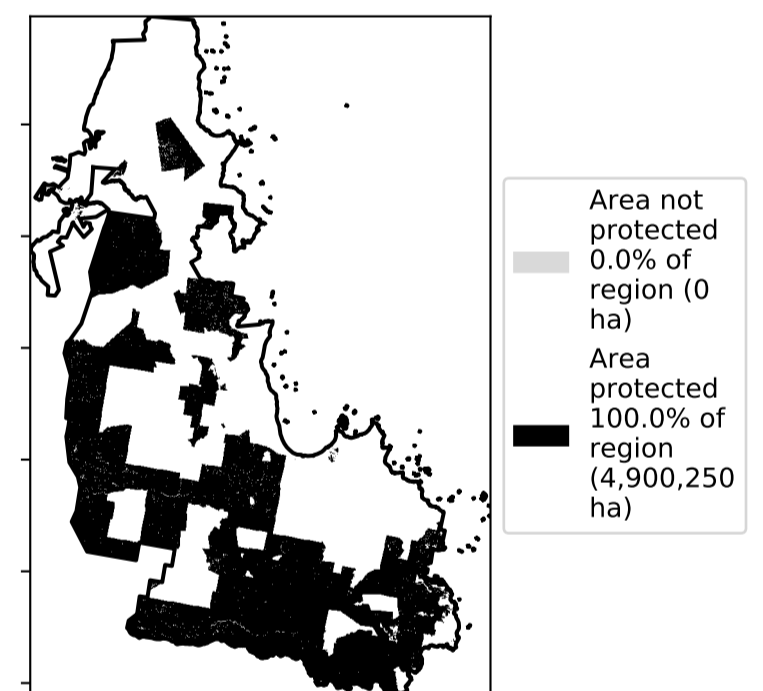 Area not
protected
0.0% of
region (0
ha)
Area
protected
100.0% of
region
(4,900,250
ha)